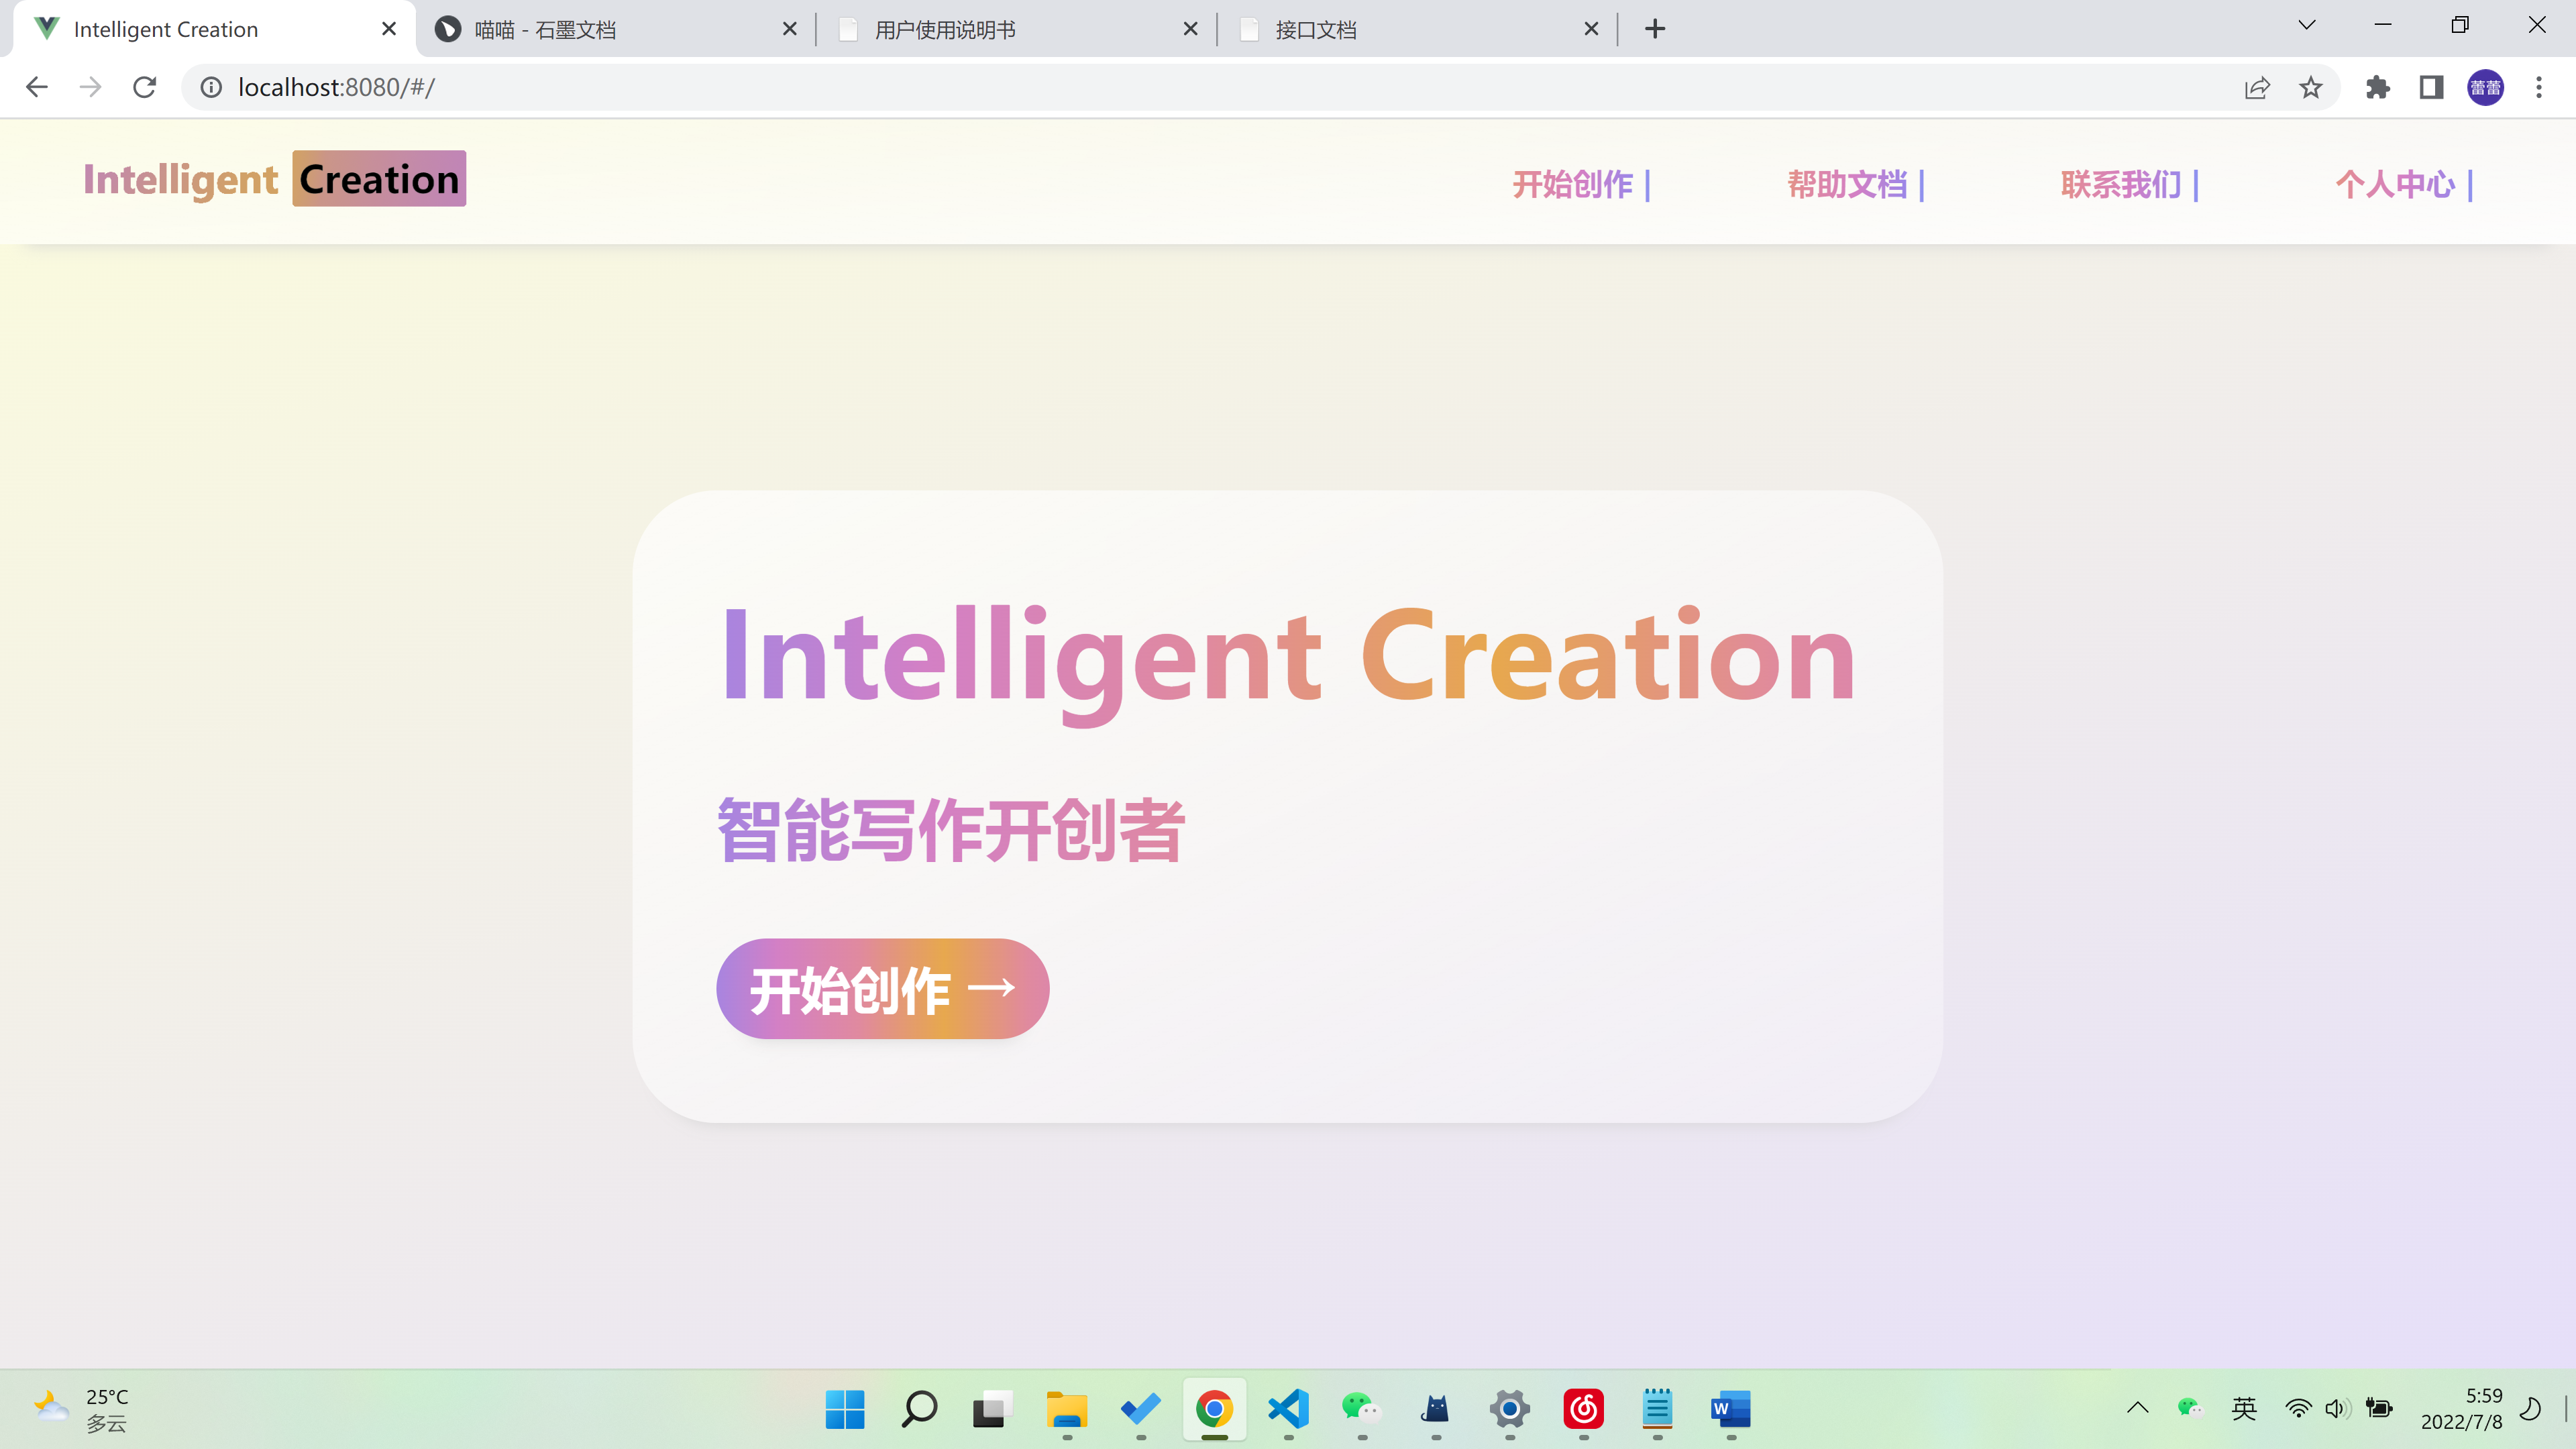 Intelligent Creation
喵喵 - 石墨文档
用户使用说明书
接口文档
localhost:8080/#/
蕾蕾
Intelligent Creation
开始创作 |
帮助文档 |
联系我们 |
个人中心 |
Intelligent Creation
智能写作开创者
开始创作 →
25°C
多云
W
英
5:59
2022/7/8